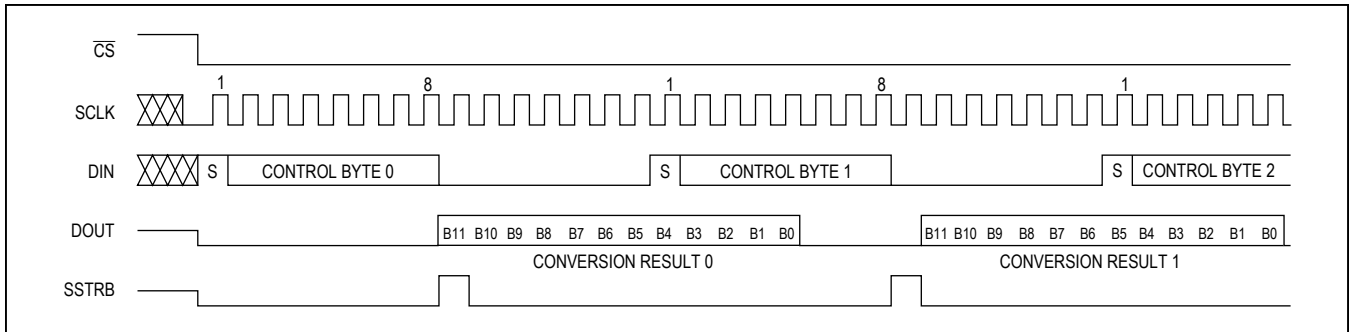 CS
1 8 1 8 1
SCLK
DIN S CONTROL BYTE 0 S CONTROL BYTE 1 S CONTROL BYTE 2
DOUT B11 B10 B9 B8 B7 B6 B5 B4 B3 B2 B1 B0 B11 B10 B9 B8 B7 B6 B5 B4 B3 B2 B1 B0
CONVERSION RESULT 0 CONVERSION RESULT 1
SSTRB